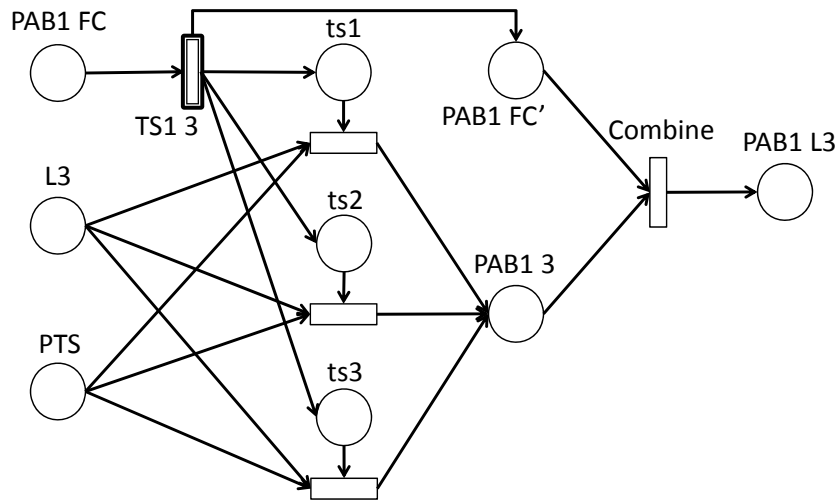 PAB1 FC
ts1
TS1 3
PAB1 FC’
Combine
PAB1 L3
L3
ts2
PAB1 3
PTS
ts3